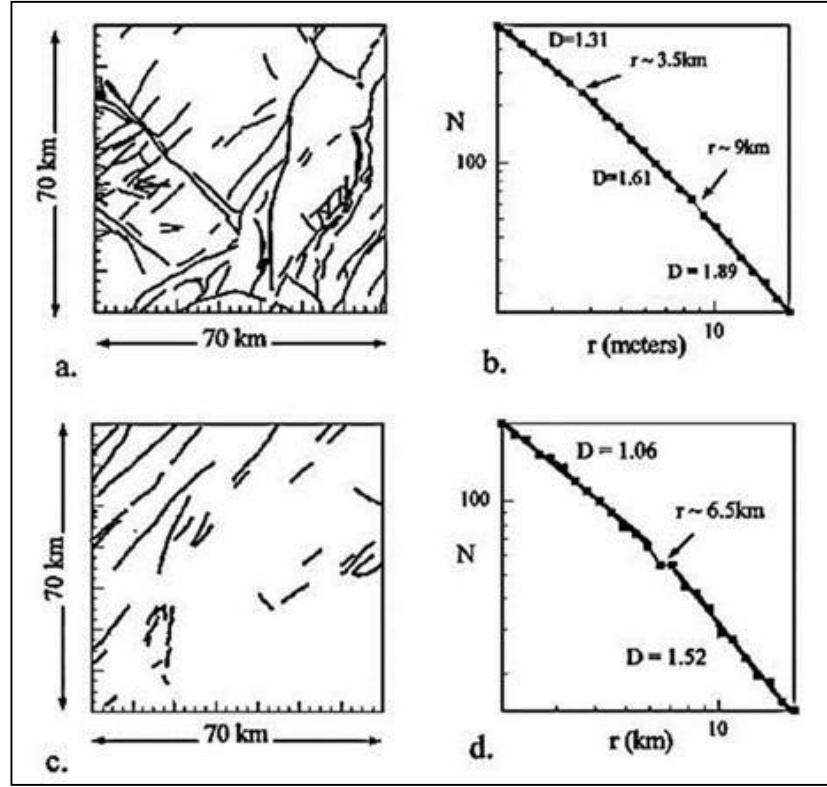 70 km
70 km
a.
D=1.31
r ~ 3.5km
N
100
r ~ 9km
D=1.61
D = 1.89
10
r (meters)
b.
70 km
70 km
c.
D = 1.06
100
r ~ 6.5km
N
D = 1.52
10
r (km)
d.